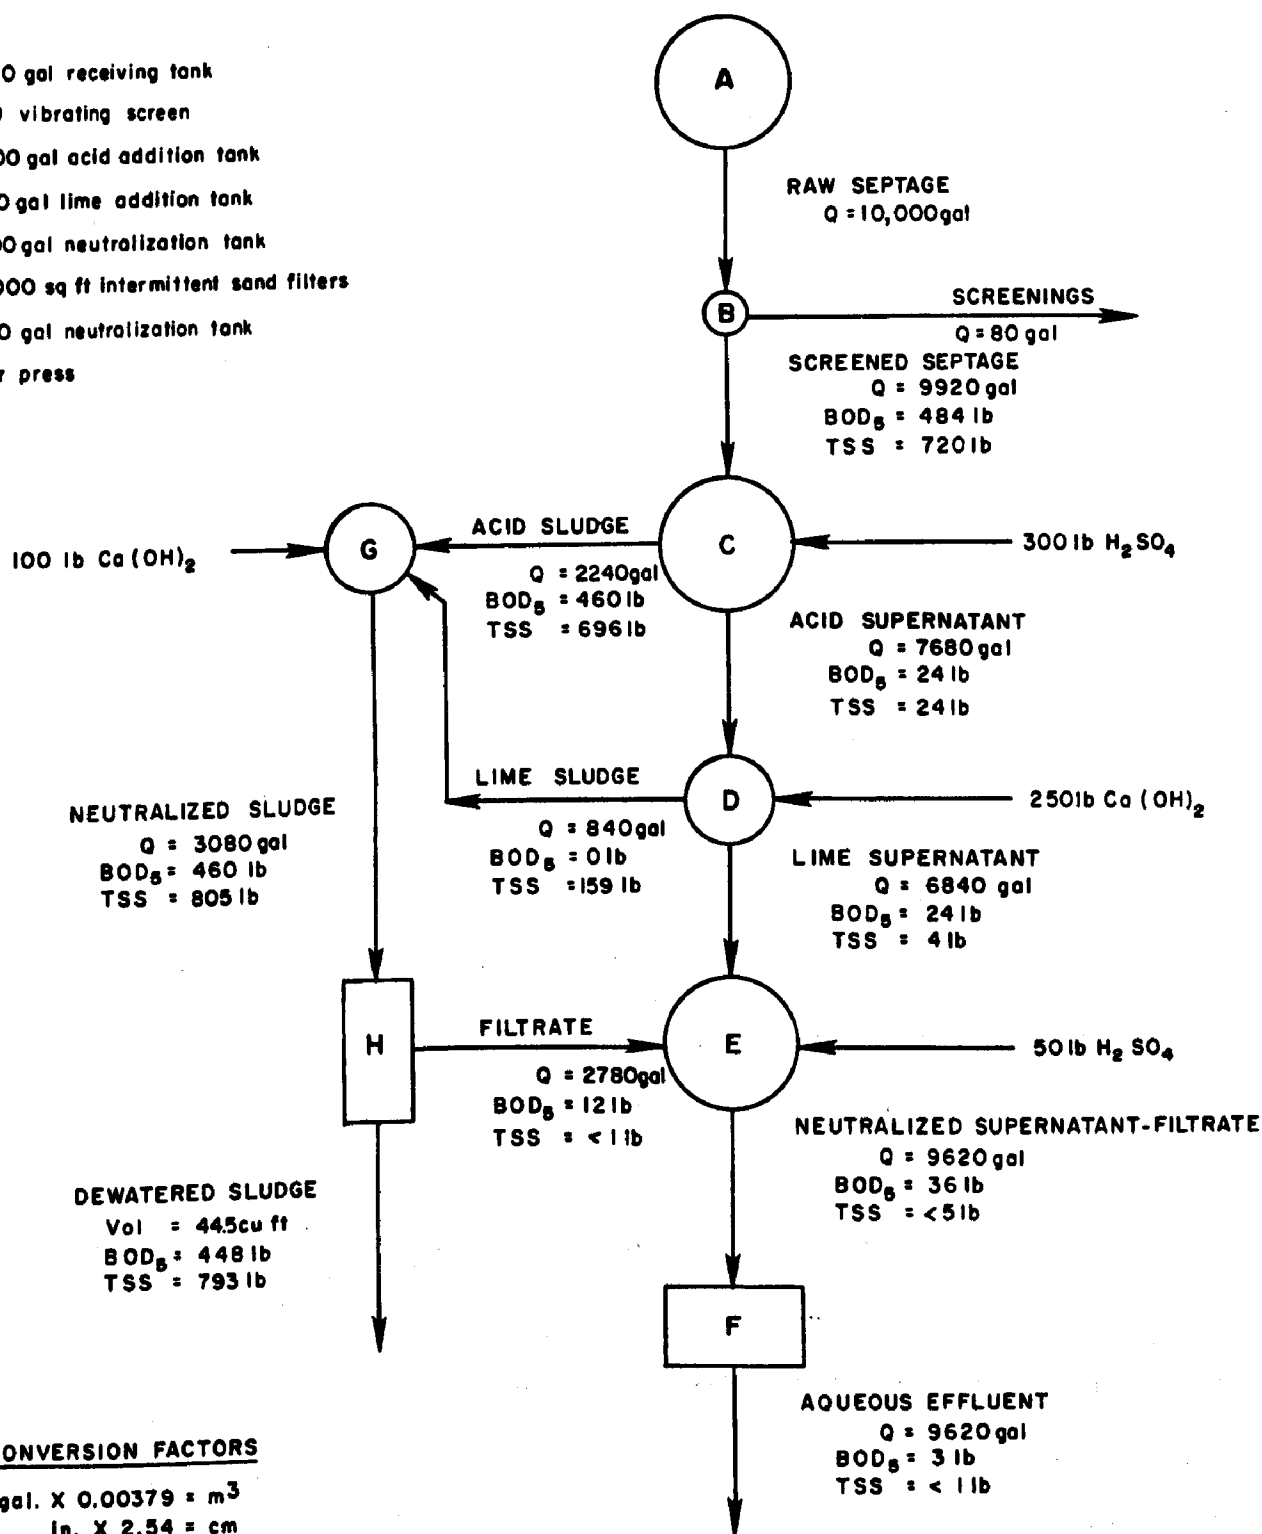 A
0 gal receiving tank
vibrating screen
00 gal acid addition tank
0 gal lime addition tank
00 gal neutralization tank
000 sq ft intermittent sand filters
0 gal neutralization tank
r press
RAW SEPTAGE
Q = 10,000 gal
B
SCREENINGS
Q = 80 gal
SCREENED SEPTAGE
Q = 9920 gal
BOD5 = 484 lb
TSS = 720 lb
C
300 lb H2SO4
ACID SLUDGE
Q = 2240 gal
BOD5 = 460 lb
TSS = 696 lb
G
100 lb Ca(OH)2
ACID SUPERNATANT
Q = 7680 gal
BOD5 = 24 lb
TSS = 24 lb
D
250 lb Ca(OH)2
LIME SLUDGE
Q = 840 gal
BOD5 = 0 lb
TSS = 159 lb
NEUTRALIZED SLUDGE
Q = 3080 gal
BOD5 = 460 lb
TSS = 805 lb
LIME SUPERNATANT
Q = 6840 gal
BOD5 = 24 lb
TSS = 4 lb
H
FILTRATE
Q = 2780 gal
BOD5 = 12 lb
TSS = < 1 lb
E
50 lb H2SO4
NEUTRALIZED SUPERNATANT-FILTRATE
Q = 9620 gal
BOD5 = 36 lb
TSS = < 5 lb
DEWATERED SLUDGE
Vol = 44.5 cu ft
BOD5 = 448 lb
TSS = 793 lb
F
AQUEOUS EFFLUENT
Q = 9620 gal
BOD5 = 3 lb
TSS = < 1 lb
ONVERSION FACTORS
gal. X 0.00379 = m3
in. X 2.54 = cm